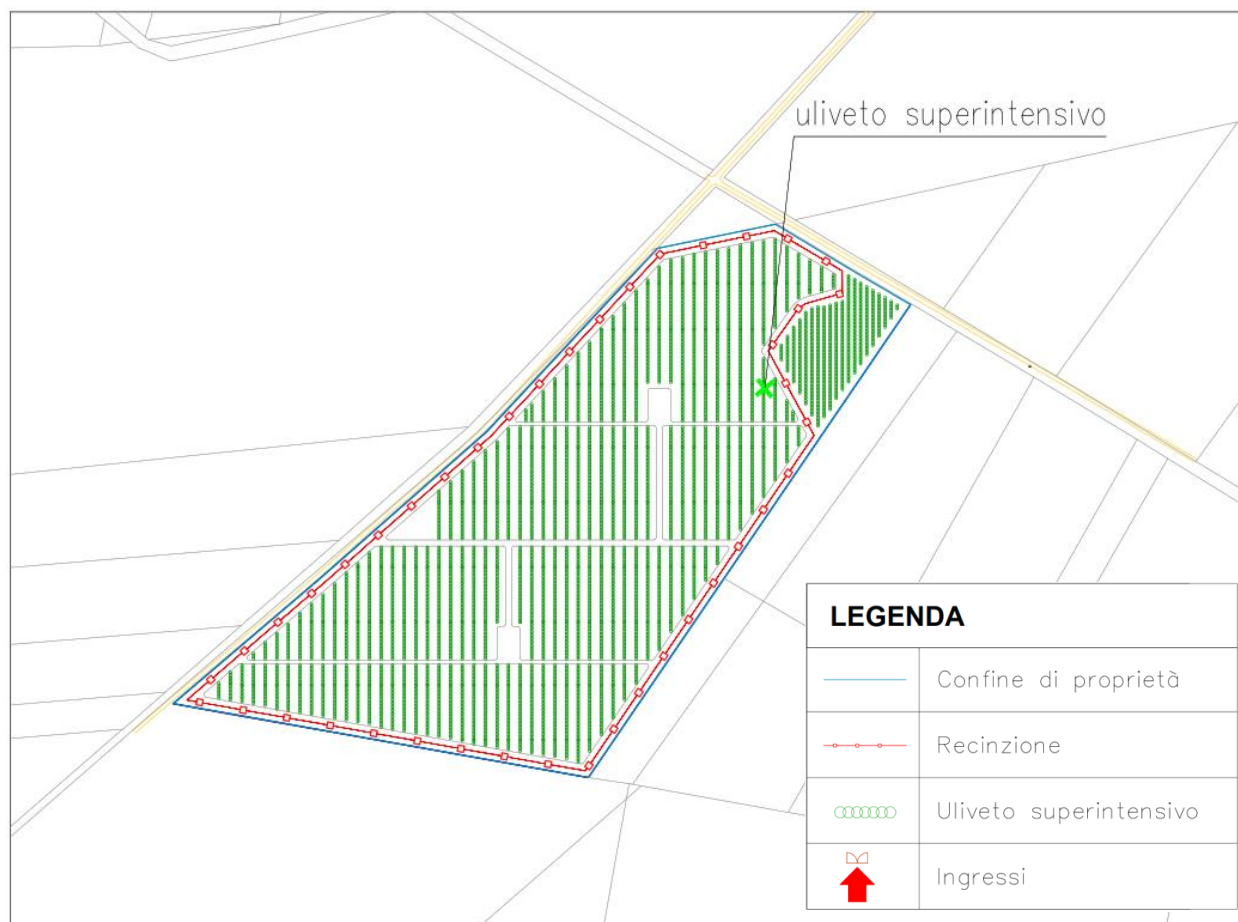 uliveto superintensivo
LEGENDA
Confine di proprietà
Recinzione
Uliveto superintensivo
Ingressi